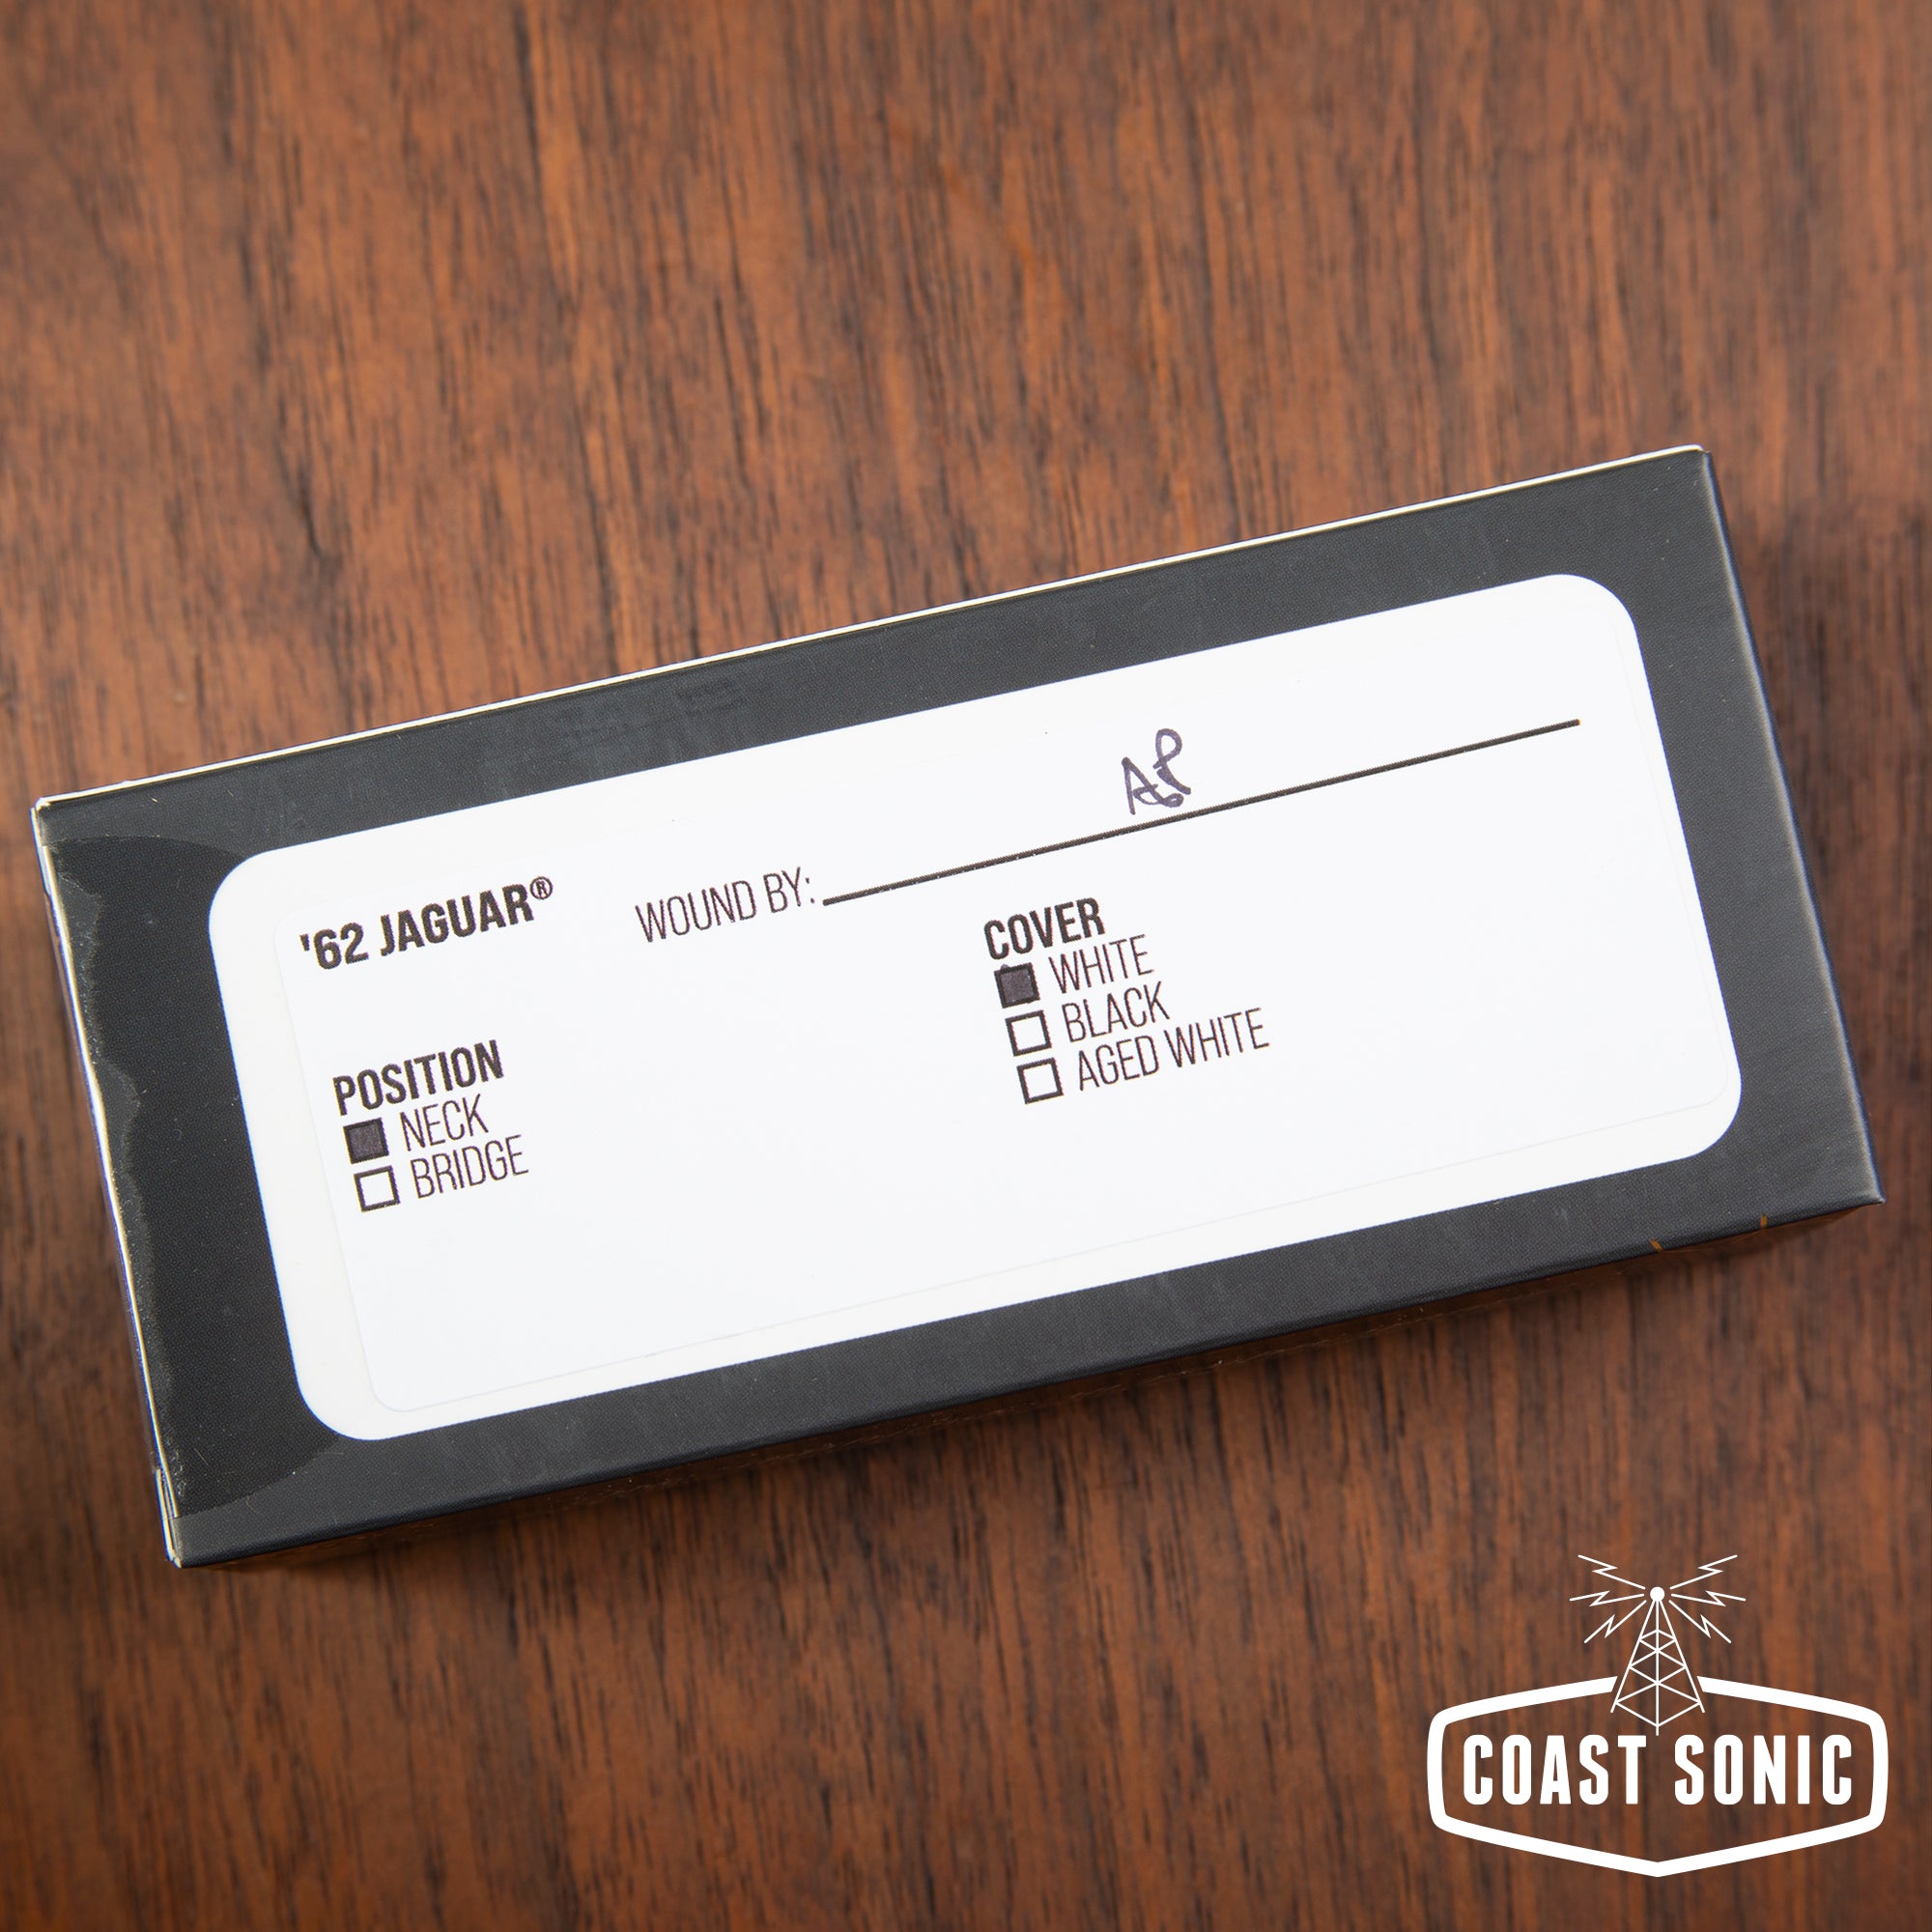 '62 JAGUAR®
WOUND BY: AP
POSITION
NECK
BRIDGE
COVER
WHITE
BLACK
AGED WHITE
COAST SONIC